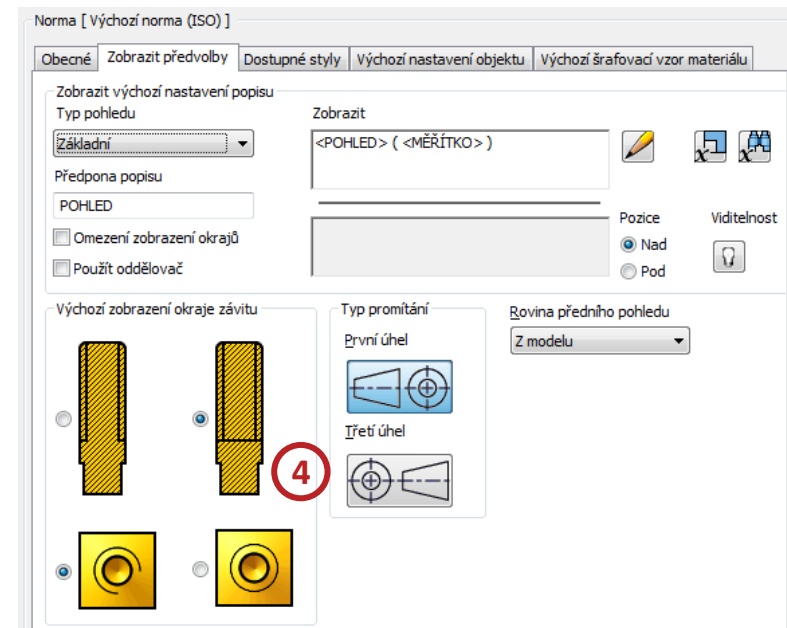 Norma [ Výchozí norma (ISO) ]
Obecné Zobrazit předvolby Dostupné styly Výchozí nastavení objektu Výchozí šrafovací vzor materiálu
Zobrazit výchozí nastavení popisu
Typ pohledu Zobrazit
Základní <POHLED> ( <MĚŘÍTKO> )
x x
Předpona popisu
POHLED
Pozice Viditelnost
Omezení zobrazení okrajů
Nad
Použít oddělovač
Pod
Výchozí zobrazení okraje závitu Typ promítání Rovina předního pohledu
První úhel Z modelu
Třetí úhel
4